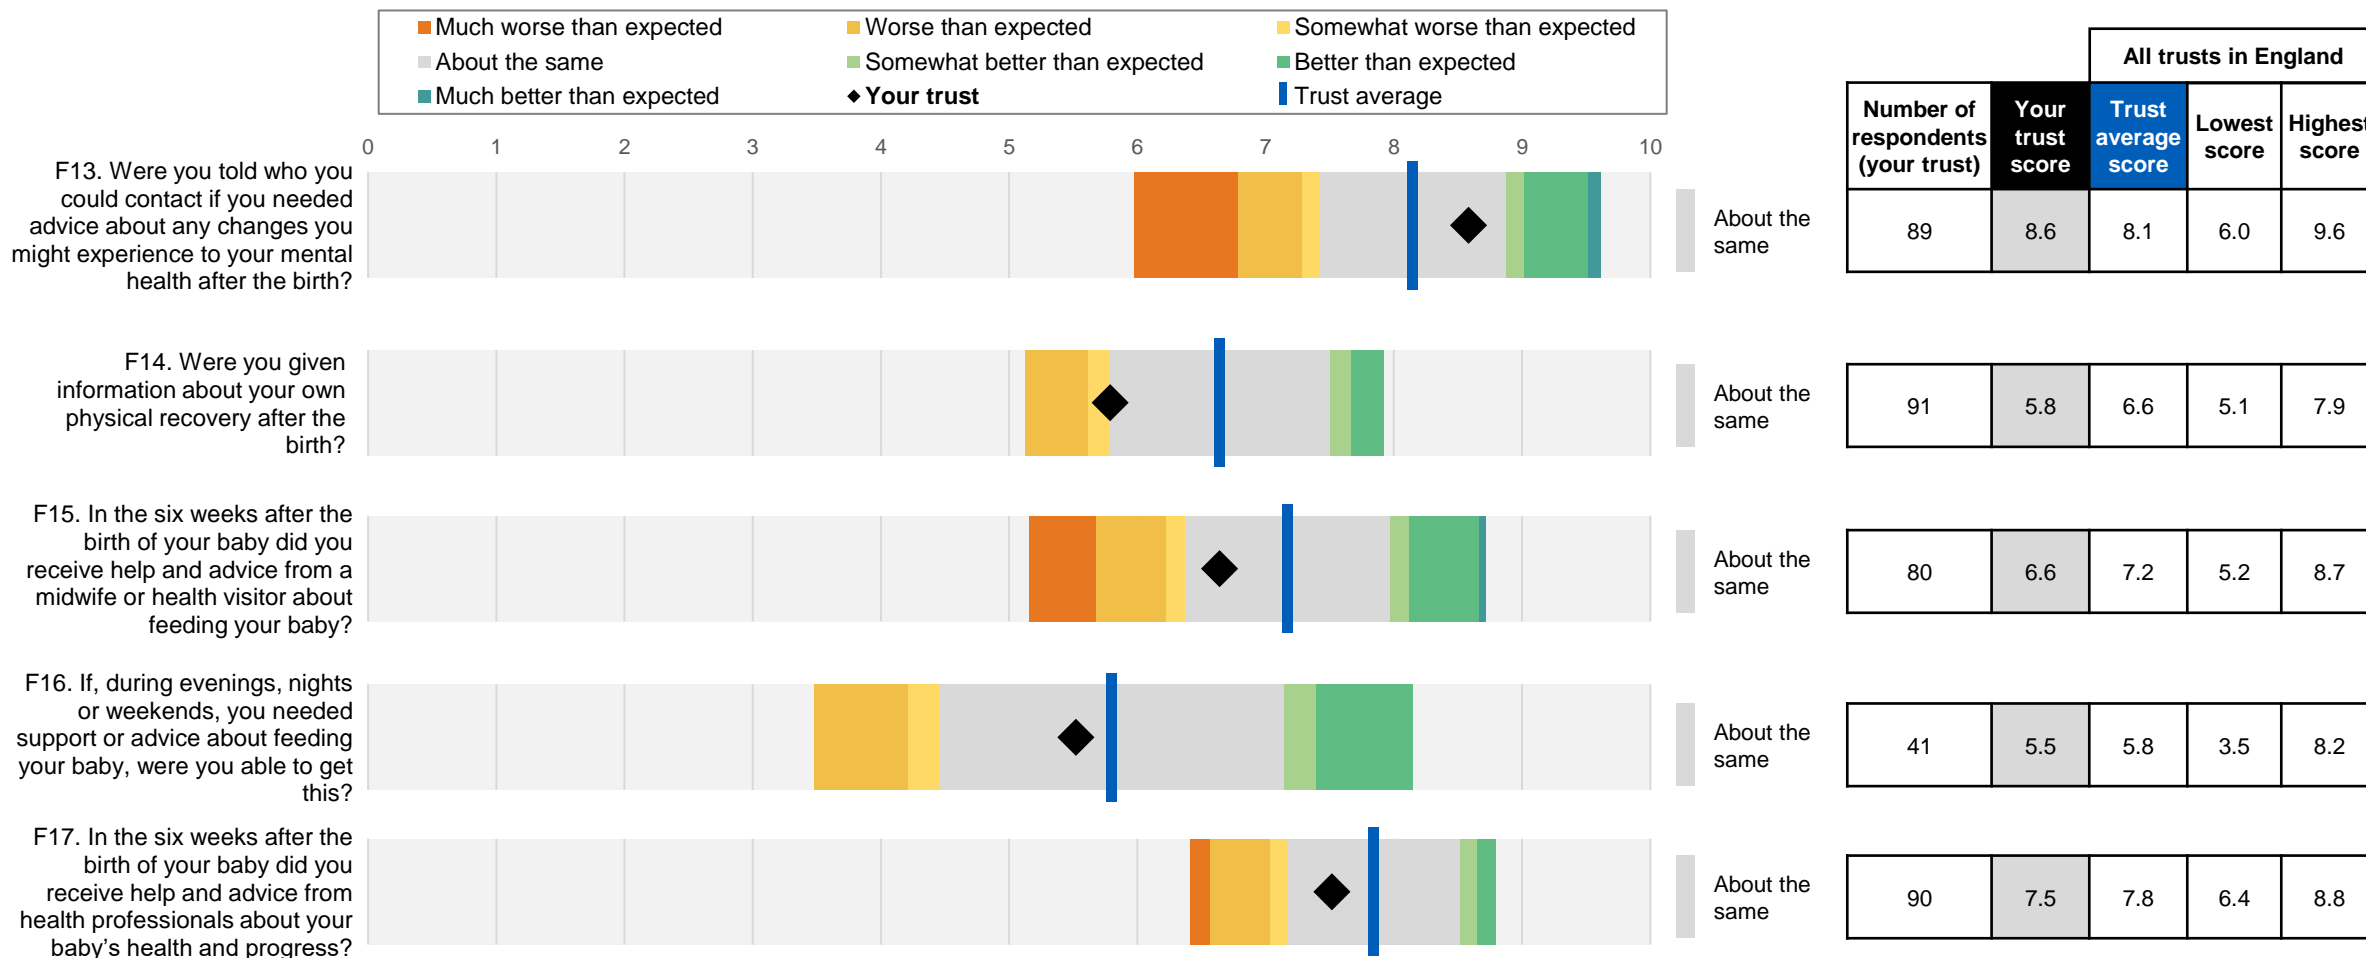 Much worse than expected
Worse than expected
Somewhat worse than expected
About the same
Somewhat better than expected
Better than expected
Much better than expected
Your trust
Trust average
All trusts in England
Number of
respondents
(your trust)
Your
trust
score
Trust
average
score
Lowest
score
Highest
score
0 1 2 3 4 5 6 7 8 9 10
F13. Were you told who you
could contact if you needed
advice about any changes you
might experience to your mental
health after the birth?
About the
same
89 8.6 8.1 6.0 9.6
F14. Were you given
information about your own
physical recovery after the
birth?
About the
same
91 5.8 6.6 5.1 7.9
F15. In the six weeks after the
birth of your baby did you
receive help and advice from a
midwife or health visitor about
feeding your baby?
About the
same
80 6.6 7.2 5.2 8.7
F16. If, during evenings, nights
or weekends, you needed
support or advice about feeding
your baby, were you able to get
this?
About the
same
41 5.5 5.8 3.5 8.2
F17. In the six weeks after the
birth of your baby did you
receive help and advice from
health professionals about your
baby’s health and progress?
About the
same
90 7.5 7.8 6.4 8.8